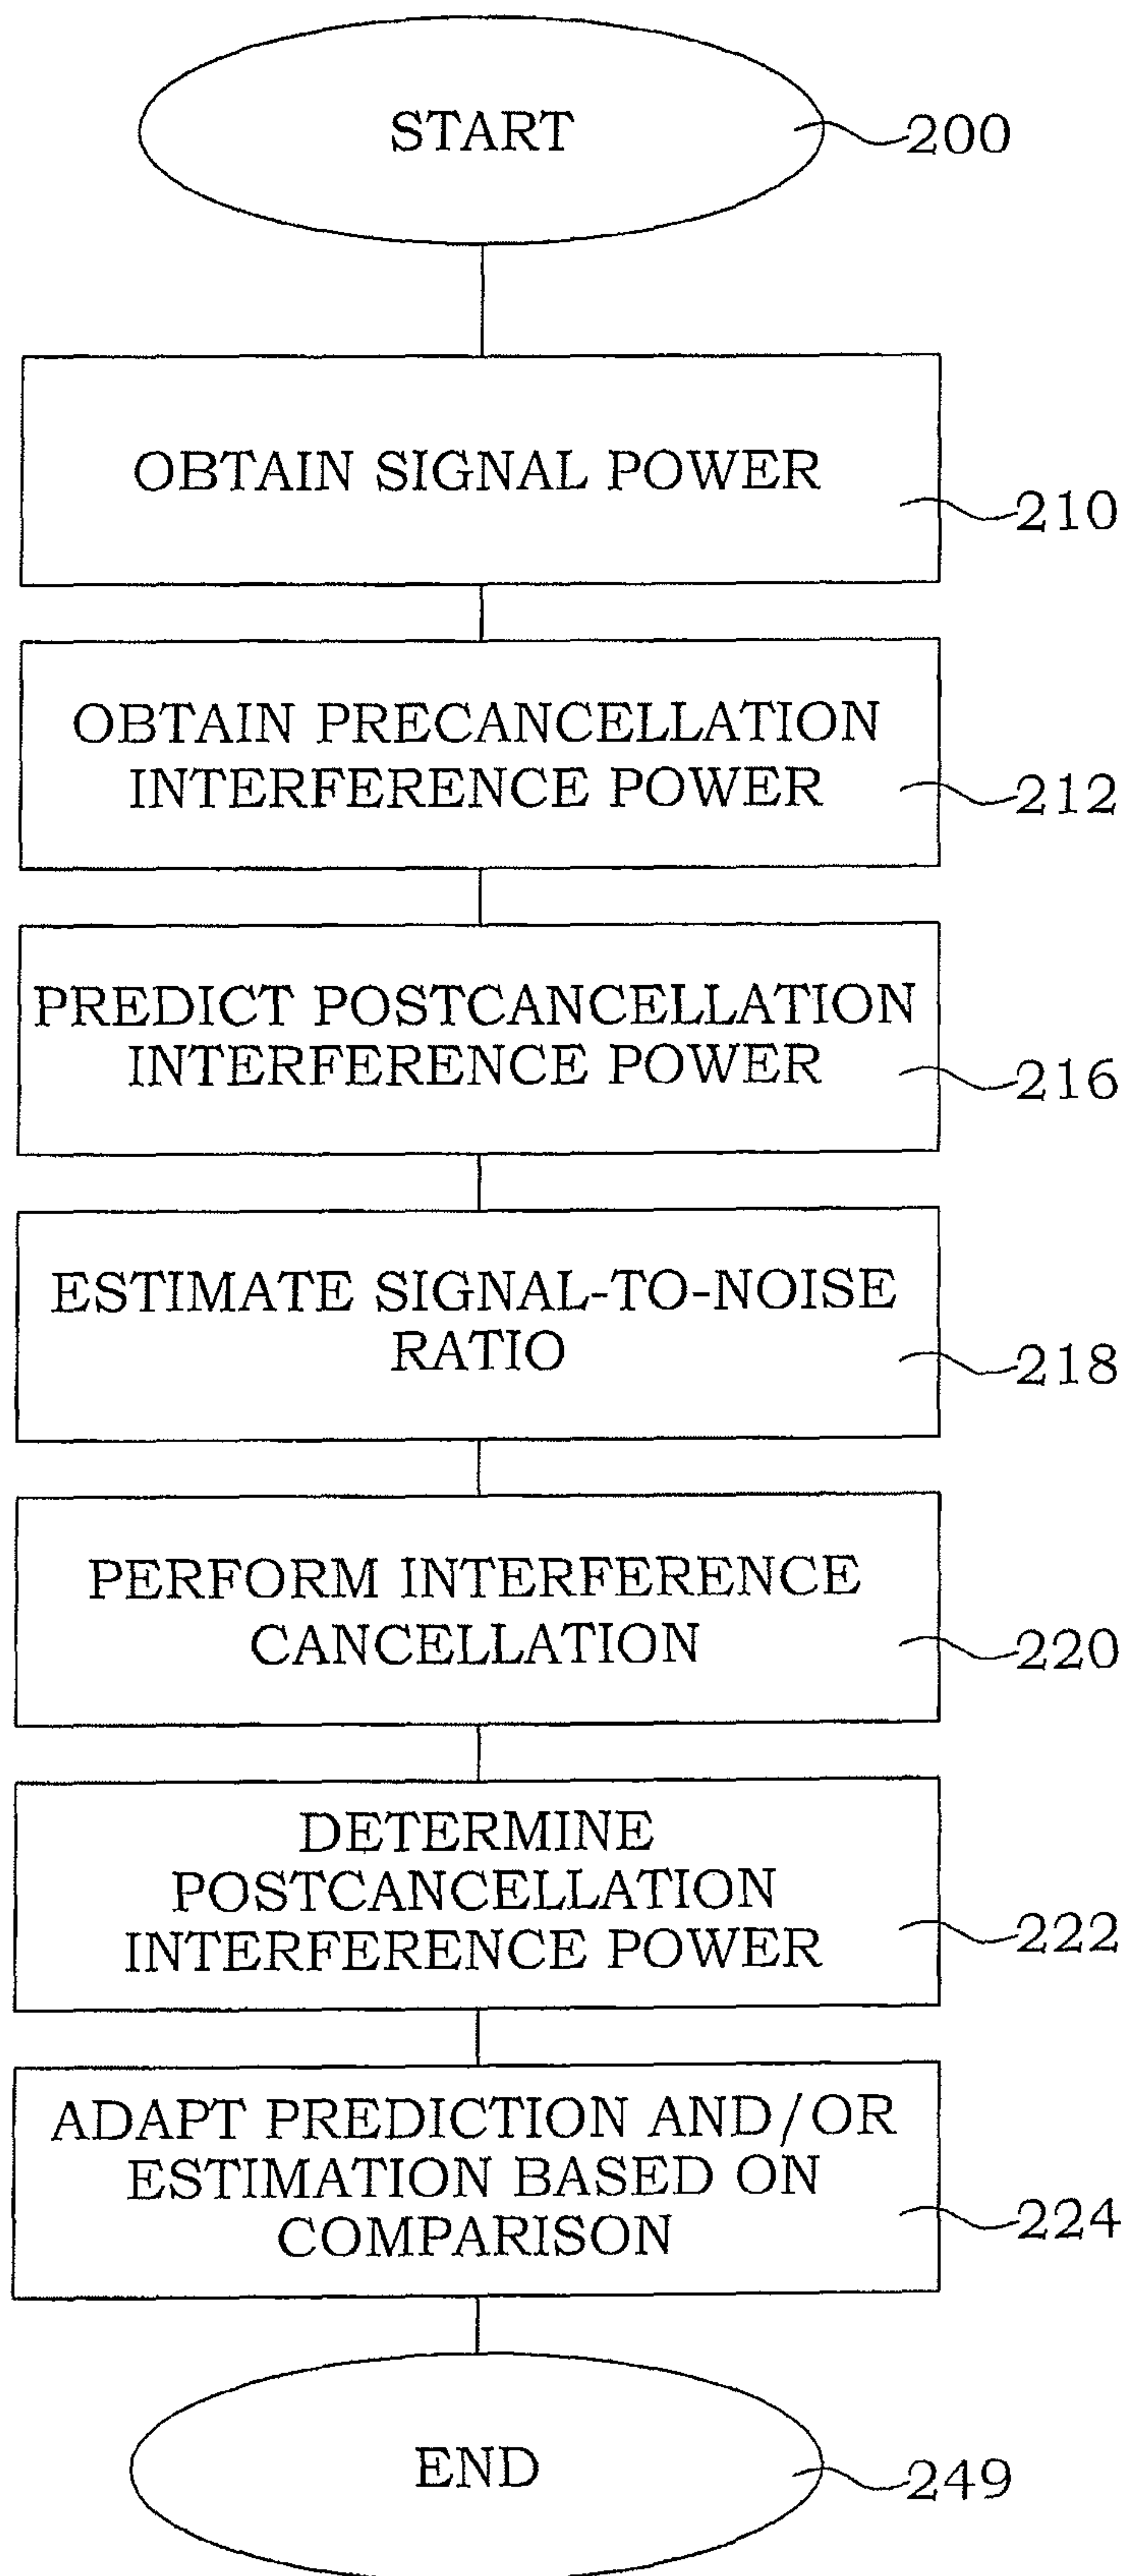 START
200
OBTAIN SIGNAL POWER
210
OBTAIN PRECANCELLATION
INTERFERENCE POWER
212
PREDICT POSTCANCELLATION
INTERFERENCE POWER
216
ESTIMATE SIGNAL-TO-NOISE
RATIO
218
PERFORM INTERFERENCE
CANCELLATION
220
DETERMINE
POSTCANCELLATION
INTERFERENCE POWER
222
ADAPT PREDICTION AND/OR
ESTIMATION BASED ON
COMPARISON
224
END
249